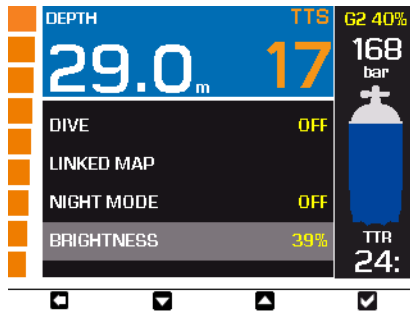 DEPTH TTS G2 40%
29.0m 17 168
bar
DIVE OFF
LINKED MAP
NIGHT MODE OFF
BRIGHTNESS 39%
TTR
24: